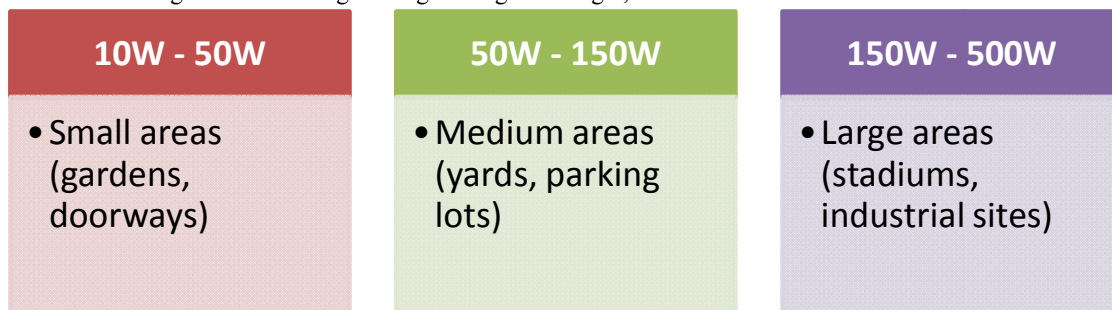 10W - 50W
• Small areas
(gardens,
doorways)
50W - 150W
• Medium areas
(yards, parking
lots)
150W - 500W
• Large areas
(stadiums,
industrial sites)